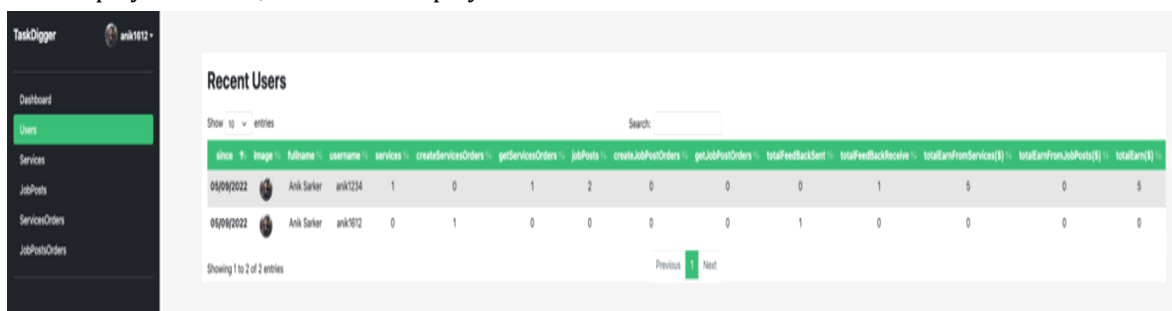 TaskDigger anik1612
Dashboard
Users
Services
JobPosts
ServicesOrders
JobPostsOrders
Recent Users
Show 10 entries Search:
since image fullname username services createServicesOrders getServicesOrders jobPosts createJobPostOrders getJobPostOrders totalFeedBackSent totalFeedBackReceive totalEarnFromServices($) totalEarnFromJobPosts($) totalEarn($)
05/09/2022 Anik Sarker anik1234 1 0 1 2 0 0 0 1 5 0 5
05/09/2022 Anik Sarker anik1612 0 1 0 0 0 0 1 0 0 0 0
Showing 1 to 2 of 2 entries Previous 1 Next